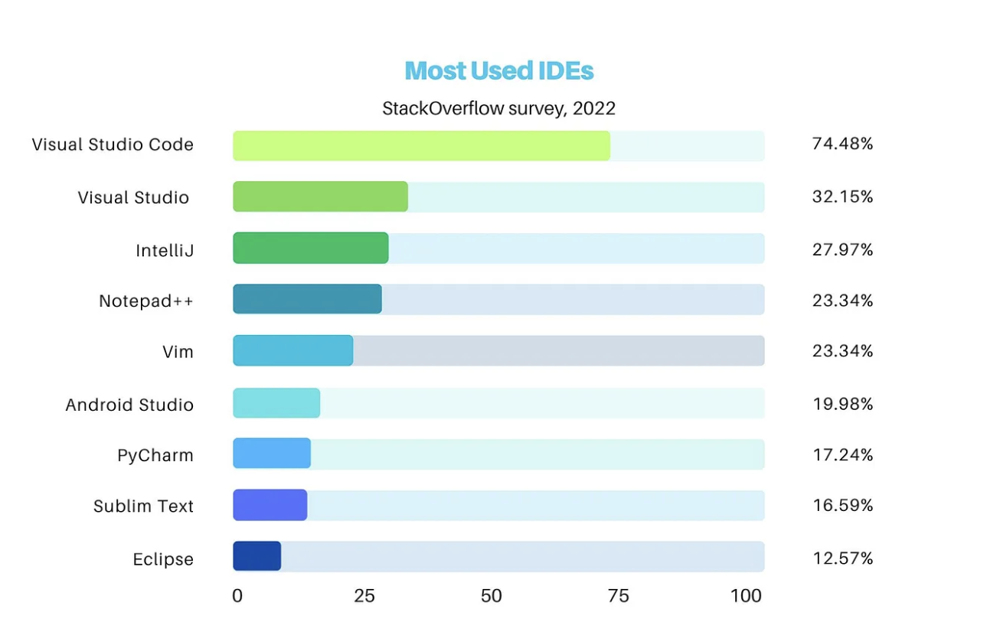 Most Used IDEs
StackOverflow survey, 2022
Visual Studio Code 74.48%
Visual Studio 32.15%
IntelliJ 27.97%
Notepad++ 23.34%
Vim 23.34%
Android Studio 19.98%
PyCharm 17.24%
Sublim Text 16.59%
Eclipse 12.57%
0 25 50 75 100